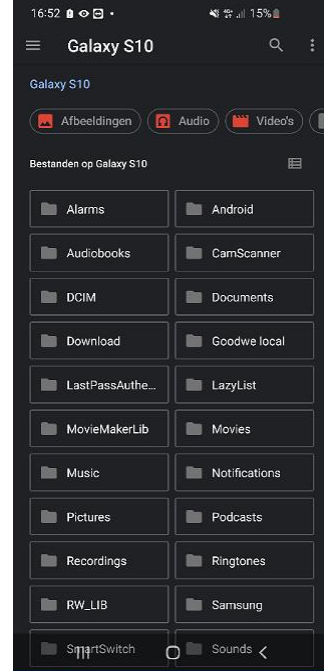 16:52 15%
Galaxy S10
Galaxy S10
Afbeeldingen Audio Video's
Bestanden op Galaxy S10
Alarms Android
Audiobooks CamScanner
DCIM Documents
Download Goodwe local
LastPassAuthe... LazyList
MovieMakerLib Movies
Music Notifications
Pictures Podcasts
Recordings Ringtones
RW_LIB Samsung
SmartSwitch Sounds